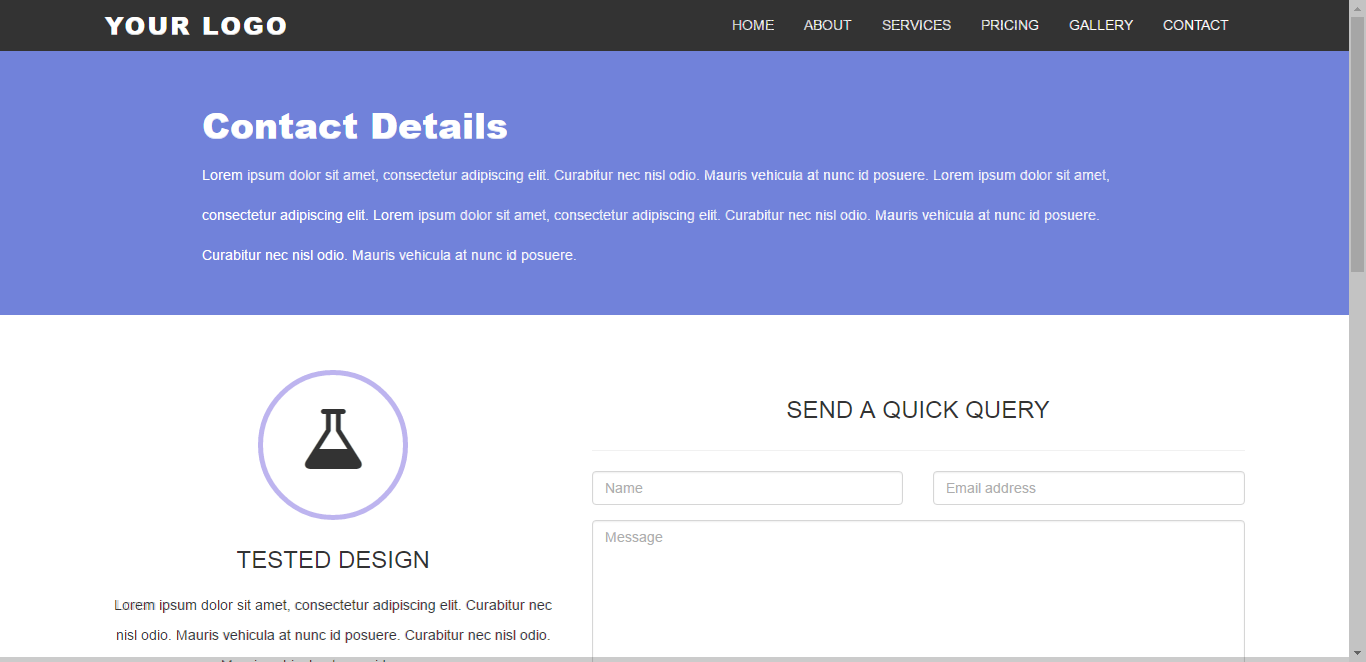 YOUR LOGO
HOME ABOUT SERVICES PRICING GALLERY CONTACT
Contact Details
Lorem ipsum dolor sit amet, consectetur adipiscing elit. Curabitur nec nisl odio. Mauris vehicula at nunc id posuere. Lorem ipsum dolor sit amet,
consectetur adipiscing elit. Lorem ipsum dolor sit amet, consectetur adipiscing elit. Curabitur nec nisl odio. Mauris vehicula at nunc id posuere.
Curabitur nec nisl odio. Mauris vehicula at nunc id posuere.
TESTED DESIGN
Lorem ipsum dolor sit amet, consectetur adipiscing elit. Curabitur nec
nisl odio. Mauris vehicula at nunc id posuere. Curabitur nec nisl odio.
SEND A QUICK QUERY
Name
Email address
Message